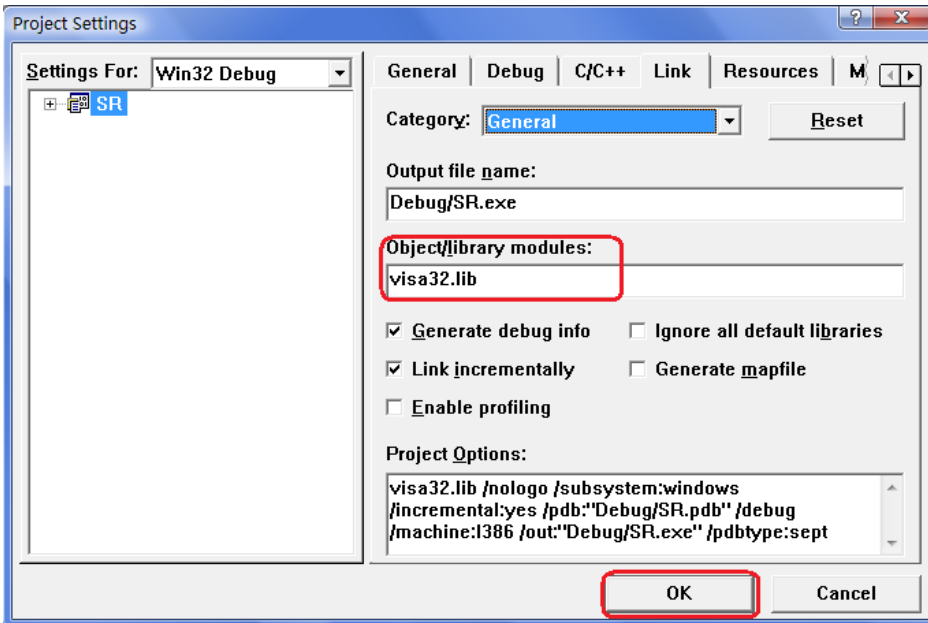 Project Settings
Settings For: Win32 Debug
SR
General Debug C/C++ Link Resources M
Category: General Reset
Output file name:
Debug/SR.exe
Object/library modules:
visa32.lib
Generate debug info Ignore all default libraries
Link incrementally Generate mapfile
Enable profiling
Project Options:
visa32.lib /nologo /subsystem:windows
/incremental:yes /pdb:"Debug/SR.pdb" /debug
/machine:I386 /out:"Debug/SR.exe" /pdbtype:sept
OK Cancel